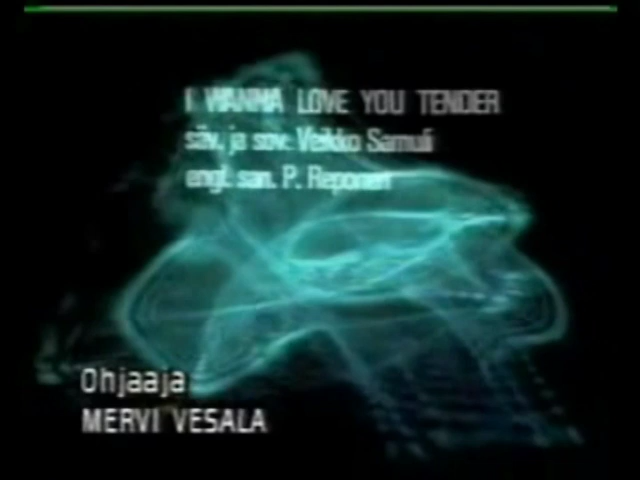 I WANNA LOVE YOU TENDER
säv. ja sov. Veikko Samuli
engl. san. P. Reponen
Ohjaaja
MERVI VESALA